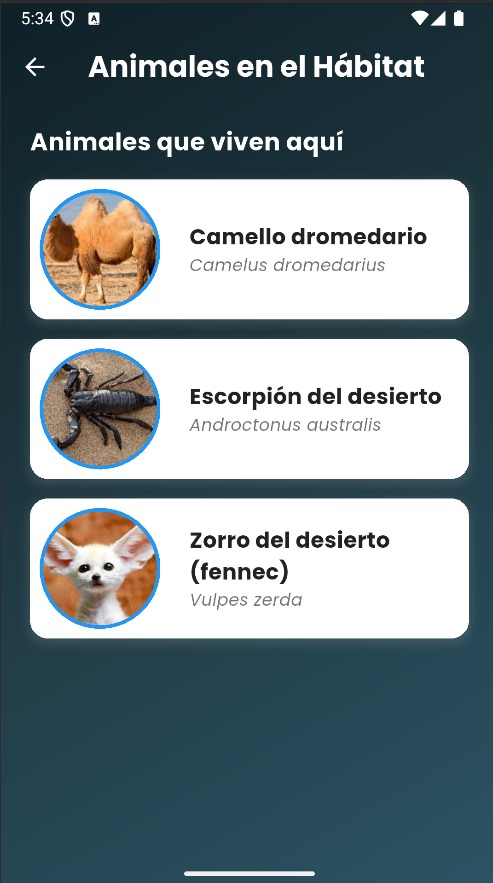 5:34
Animales en el Hábitat
Animales que viven aquí
Camello dromedario
Camelus dromedarius
Escorpión del desierto
Androctonus australis
Zorro del desierto
(fennec)
Vulpes zerda